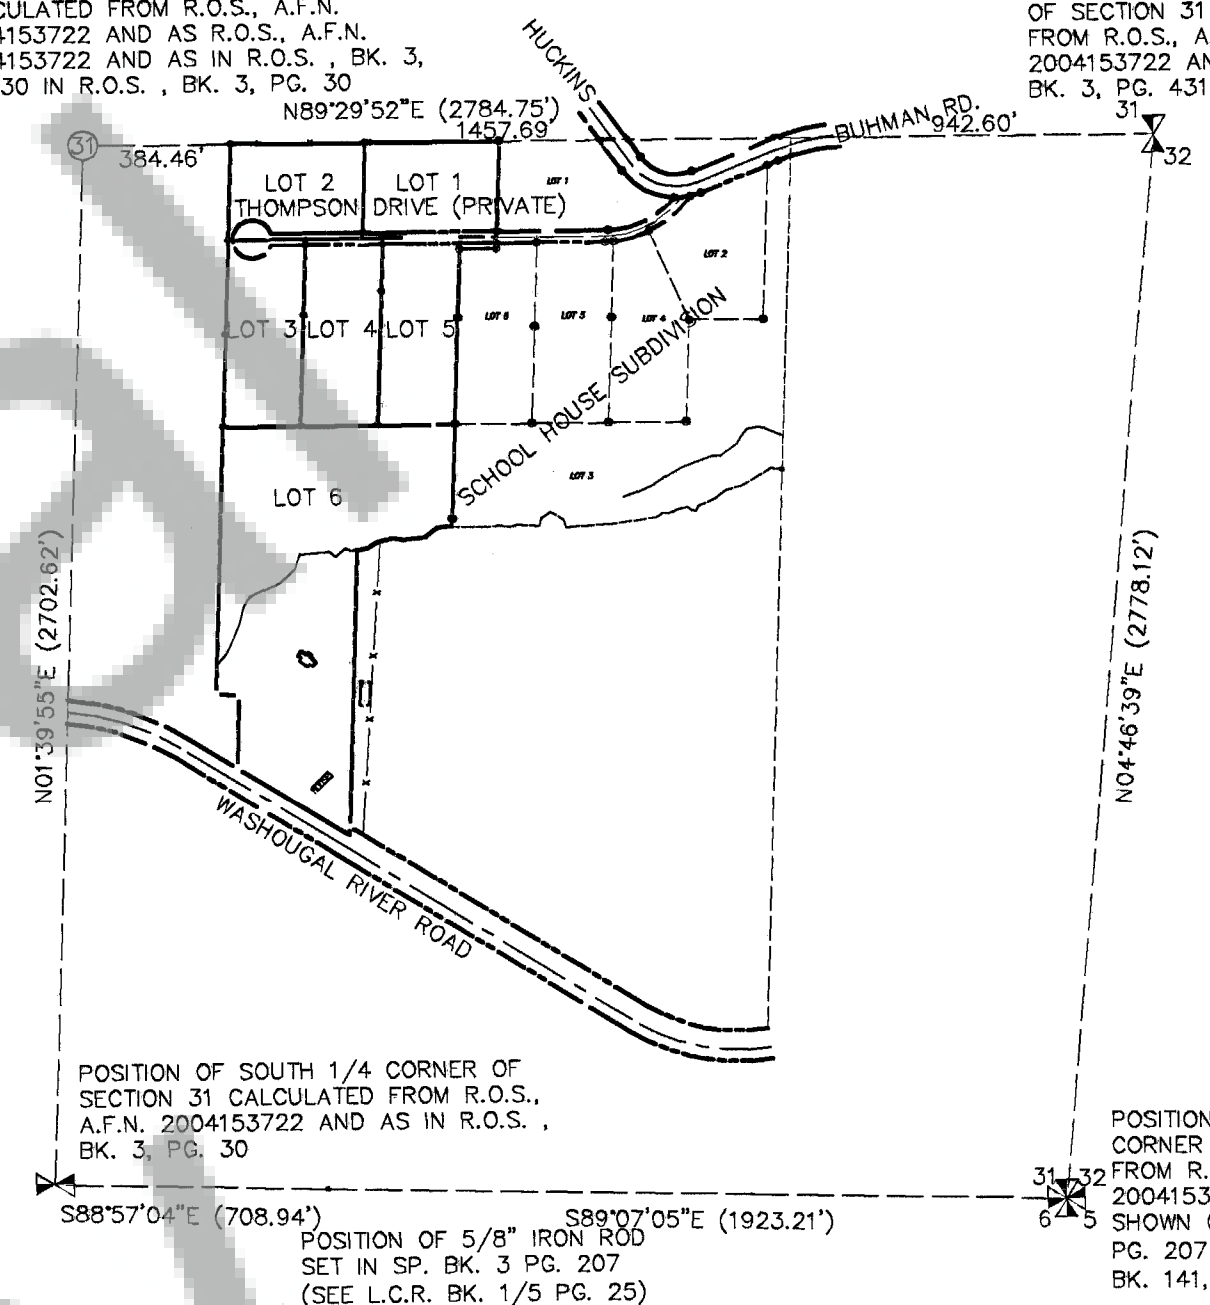 CULATED FROM R.O.S., A.F.N.
4153722 AND AS R.O.S., A.F.N.
4153722 AND AS IN R.O.S. , BK. 3,
30 IN R.O.S. , BK. 3, PG. 30
OF SECTION 31
FROM R.O.S., A
2004153722 AN
BK. 3, PG. 431
HUCKINS
N89°29'52"E (2784.75')
1457.69'
BUHMAN RD.
942.60'
31
32
31
384.46'
LOT 2
LOT 1
LOT 1
THOMPSON DRIVE (PRIVATE)
LOT 2
LOT 3
LOT 4
LOT 5
LOT 6
LOT 5
LOT 4
SCHOOL HOUSE SUBDIVISION
LOT 6
LOT 3
N01°39'55"E (2702.62')
N04°46'39"E (2778.12')
WASHOUGAL RIVER ROAD
POSITION OF SOUTH 1/4 CORNER OF
SECTION 31 CALCULATED FROM R.O.S.,
A.F.N. 2004153722 AND AS IN R.O.S. ,
BK. 3, PG. 30
S88°57'04"E (708.94')
S89°07'05"E (1923.21')
POSITION OF 5/8" IRON ROD
SET IN SP. BK. 3 PG. 207
(SEE L.C.R. BK. 1/5 PG. 25)
31 32
6 5
POSITION
CORNER
FROM R.
2004153
SHOWN (
PG. 207
BK. 141,